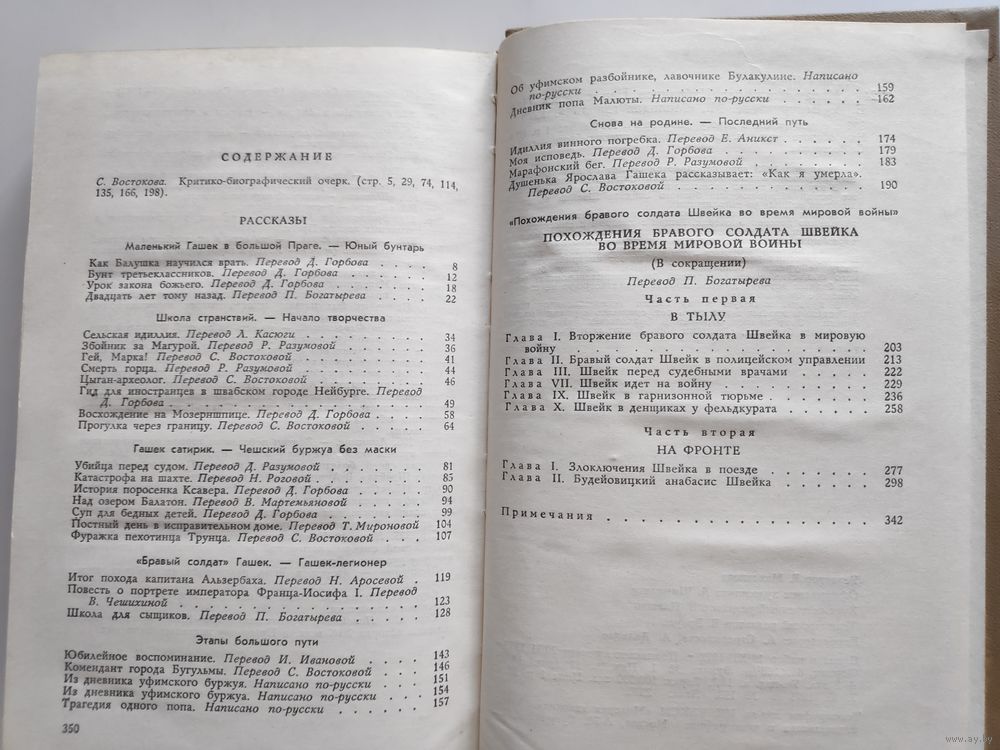 СОДЕРЖАНИЕ
С. Востокова. Критико-биографический очерк. (стр. 5, 29, 74, 114,
135, 166, 198).
РАССКАЗЫ
Маленький Гашек в большой Праге. — Юный бунтарь
Как Балушка научился врать. Перевод Д. Горбова . . . . 8
Бунт третьеклассников. Перевод Д. Горбова . . . . . 12
Урок закона божьего. Перевод Д. Горбова . . . . . . 18
Двадцать лет тому назад. Перевод П. Богатырева . . . . 22
Школа странствий. — Начало творчества
Сельская идиллия. Перевод Л. Касюги . . . . . . . 34
Збойник за Магурой. Перевод Р. Разумовой . . . . . 36
Гей, Марка! Перевод С. Востоковой . . . . . . . 41
Смерть горца. Перевод Р. Разумовой . . . . . . . 44
Цыган-археолог. Перевод С. Востоковой . . . . . . 46
Гид для иностранцев в швабском городе Нейбурге. Перевод
Д. Горбова . . . . . . . . . . . . . . 49
Восхождение на Мозерншпице. Перевод Д. Горбова . . . . 58
Прогулка через границу. Перевод С. Востоковой . . . . 64
Гашек сатирик. — Чешский буржуа без маски
Убийца перед судом. Перевод Д. Разумовой . . . . . . 81
Катастрофа на шахте. Перевод Н. Роговой . . . . . . 85
История поросенка Ксавера. Перевод Д. Горбова . . . . . 90
Над озером Балатон. Перевод В. Мартемьяновой . . . . 94
Суп для бедных детей. Перевод Д. Горбова . . . . . . 99
Постный день в исправительном доме. Перевод Т. Мироновой 104
Фуражка пехотинца Трунца. Перевод С. Востоковой . . . 107
«Бравый солдат» Гашек. — Гашек-легионер
Итог похода капитана Альзербаха. Перевод Н. Аросевой . 119
Повесть о портрете императора Франца-Иосифа I. Перевод
В. Чешихиной . . . . . . . . . . . . . 123
Школа для сыщиков. Перевод П. Богатырева . . . . . 128
Этапы большого пути
Юбилейное воспоминание. Перевод И. Ивановой . . . . 143
Комендант города Бугульмы. Перевод С. Востоковой . . . 146
Из дневника уфимского буржуя. Написано по-русски . . . 151
Из дневника уфимского буржуа. Написано по-русски . . . 154
Трагедия одного попа. Написано по-русски . . . . . . 157
350
Об уфимском разбойнике, лавочнике Булакулине. Написано
по-русски . . . . . . . . . . . . . . 159
Дневник попа Малюты. Написано по-русски . . . . . . 162
Снова на родине. — Последний путь
Идиллия винного погребка. Перевод Е. Аникст . . . . . 174
Моя исповедь. Перевод Д. Горбова . . . . . . . . 179
Марафонский бег. Перевод Р. Разумовой . . . . . . . 183
Душенька Ярослава Гашека рассказывает: «Как я умерла».
Перевод С. Востоковой . . . . . . . . . . 190
«Похождения бравого солдата Швейка во время мировой войны»
ПОХОЖДЕНИЯ БРАВОГО СОЛДАТА ШВЕЙКА
ВО ВРЕМЯ МИРОВОЙ ВОЙНЫ
(В сокращении)
Перевод П. Богатырева
Часть первая
В ТЫЛУ
Глава I. Вторжение бравого солдата Швейка в мировую
войну . . . . . . . . . . . . . . . 203
Глава II. Бравый солдат Швейк в полицейском управлении 213
Глава III. Швейк перед судебными врачами . . . . . 222
Глава VII. Швейк идет на войну . . . . . . . . 229
Глава IX. Швейк в гарнизонной тюрьме . . . . . . 236
Глава X. Швейк в денщиках у фельдкурата . . . . . 258
Часть вторая
НА ФРОНТЕ
Глава I. Злоключения Швейка в поезде . . . . . . . 277
Глава II. Будейовицкий анабасис Швейка . . . . . . 298
Примечания . . . . . . . . . . . . . . 342
www.ay.by